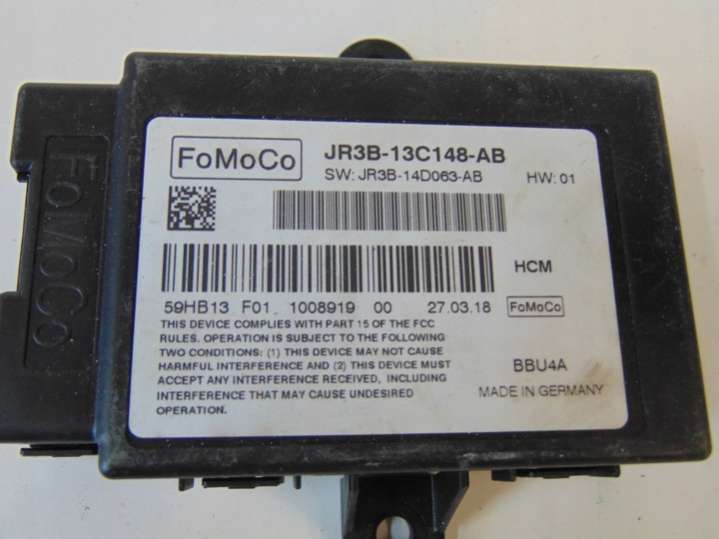 FoMoCo
FoMoCo JR3B-13C148-AB
SW: JR3B-14D063-AB HW: 01
HCM
59HB13 F01 1008919 00 27.03.18 FoMoCo
THIS DEVICE COMPLIES WITH PART 15 OF THE FCC
RULES. OPERATION IS SUBJECT TO THE FOLLOWING
TWO CONDITIONS: (1) THIS DEVICE MAY NOT CAUSE
HARMFUL INTERFERENCE AND (2) THIS DEVICE MUST
ACCEPT ANY INTERFERENCE RECEIVED, INCLUDING
INTERFERENCE THAT MAY CAUSE UNDESIRED
OPERATION.
BBU4A
MADE IN GERMANY